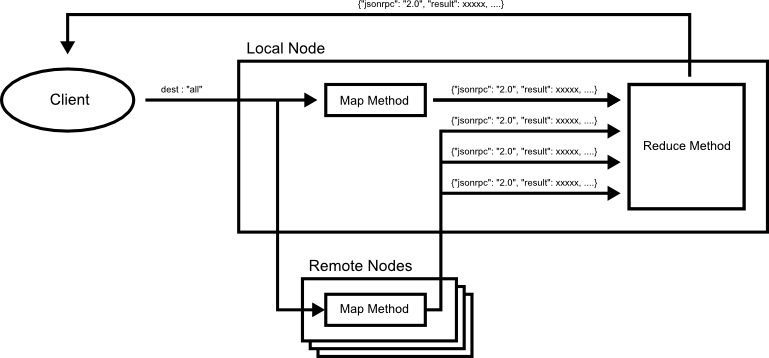 {"jsonrpc": "2.0", "result": xxxxx, ....}
Local Node
Client
dest : "all"
Map Method
{"jsonrpc": "2.0", "result": xxxxx, ....}
{"jsonrpc": "2.0", "result": xxxxx, ....}
{"jsonrpc": "2.0", "result": xxxxx, ....}
{"jsonrpc": "2.0", "result": xxxxx, ....}
Reduce Method
Remote Nodes
Map Method